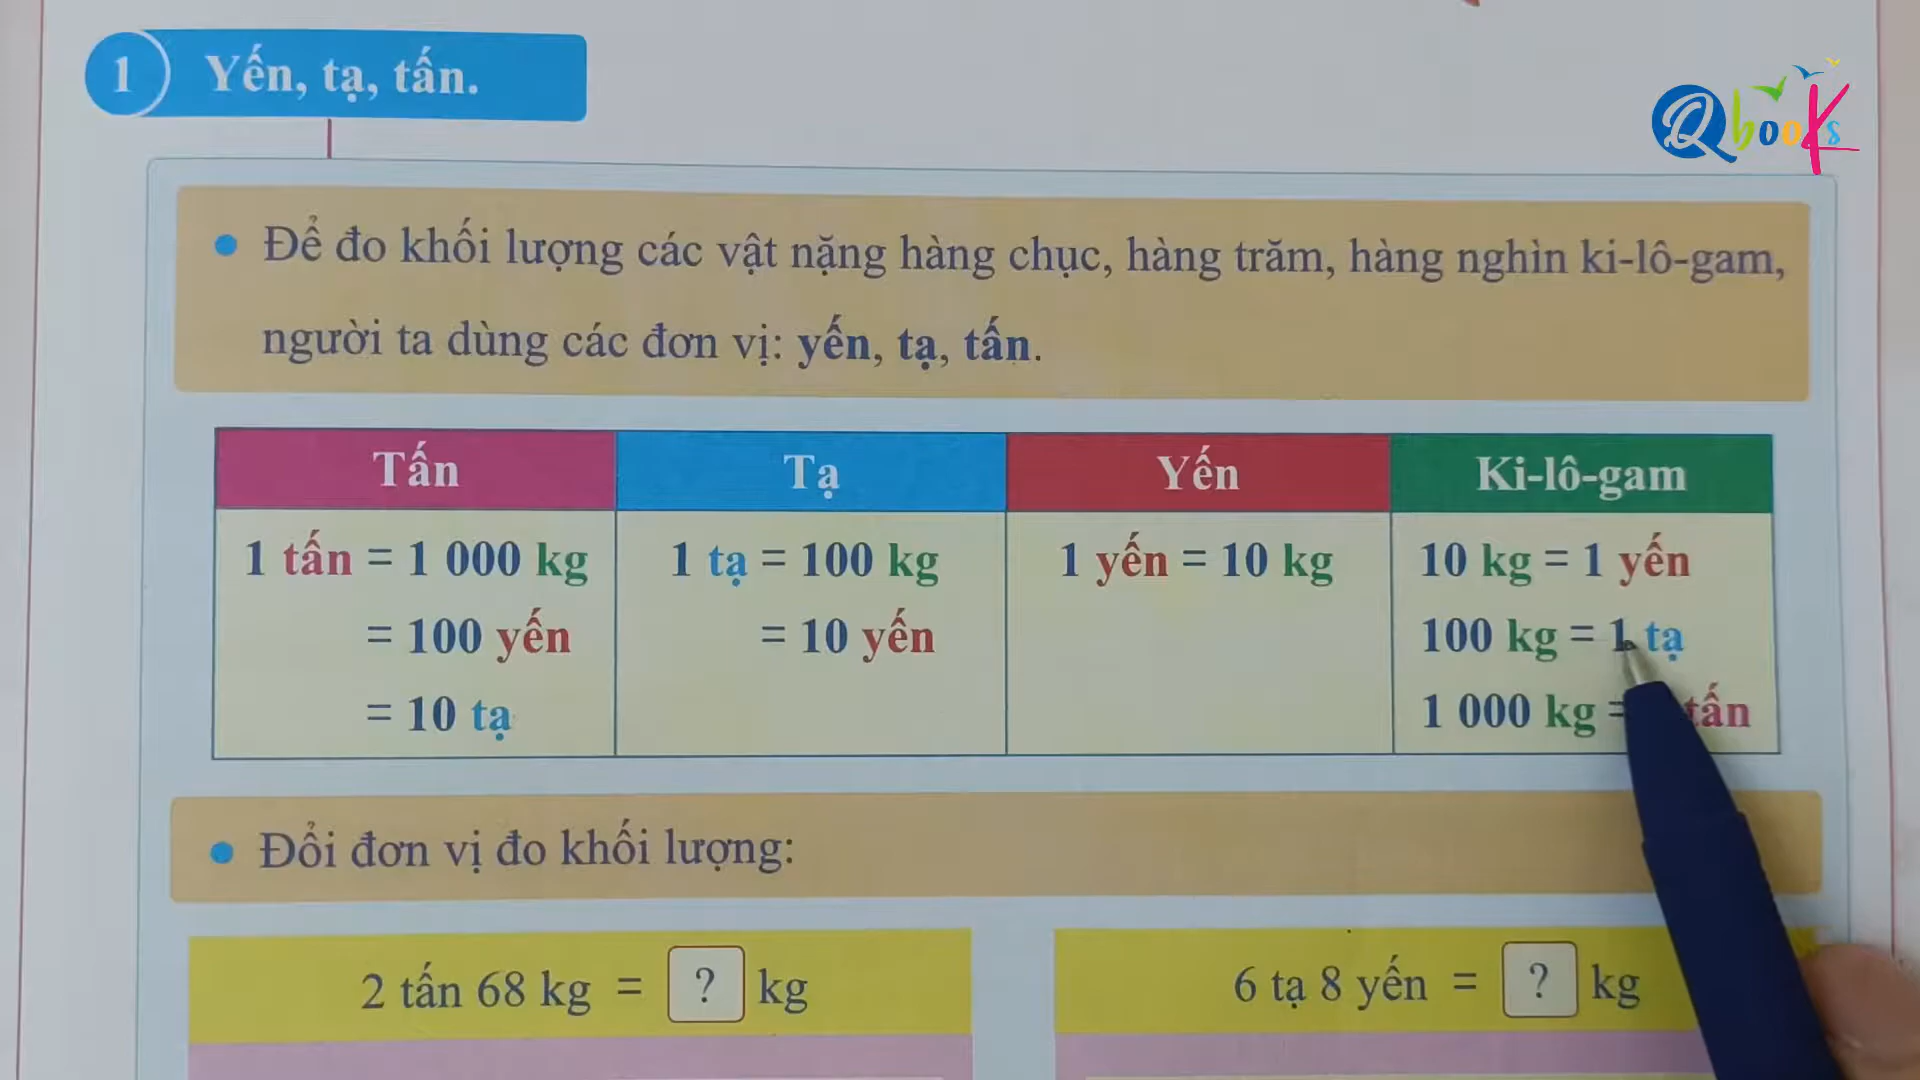 1 Yến, tạ, tấn.
Qbooks
Để đo khối lượng các vật nặng hàng chục, hàng trăm, hàng nghìn ki-lô-gam,
người ta dùng các đơn vị: yến, tạ, tấn.
Tấn Tạ Yến Ki-lô-gam
1 tấn = 1 000 kg 1 tạ = 100 kg 1 yến = 10 kg 10 kg = 1 yến
= 100 yến = 10 yến 100 kg = 1 tạ
= 10 tạ 1 000 kg = tấn
Đổi đơn vị đo khối lượng:
2 tấn 68 kg = ? kg 6 tạ 8 yến = ? kg